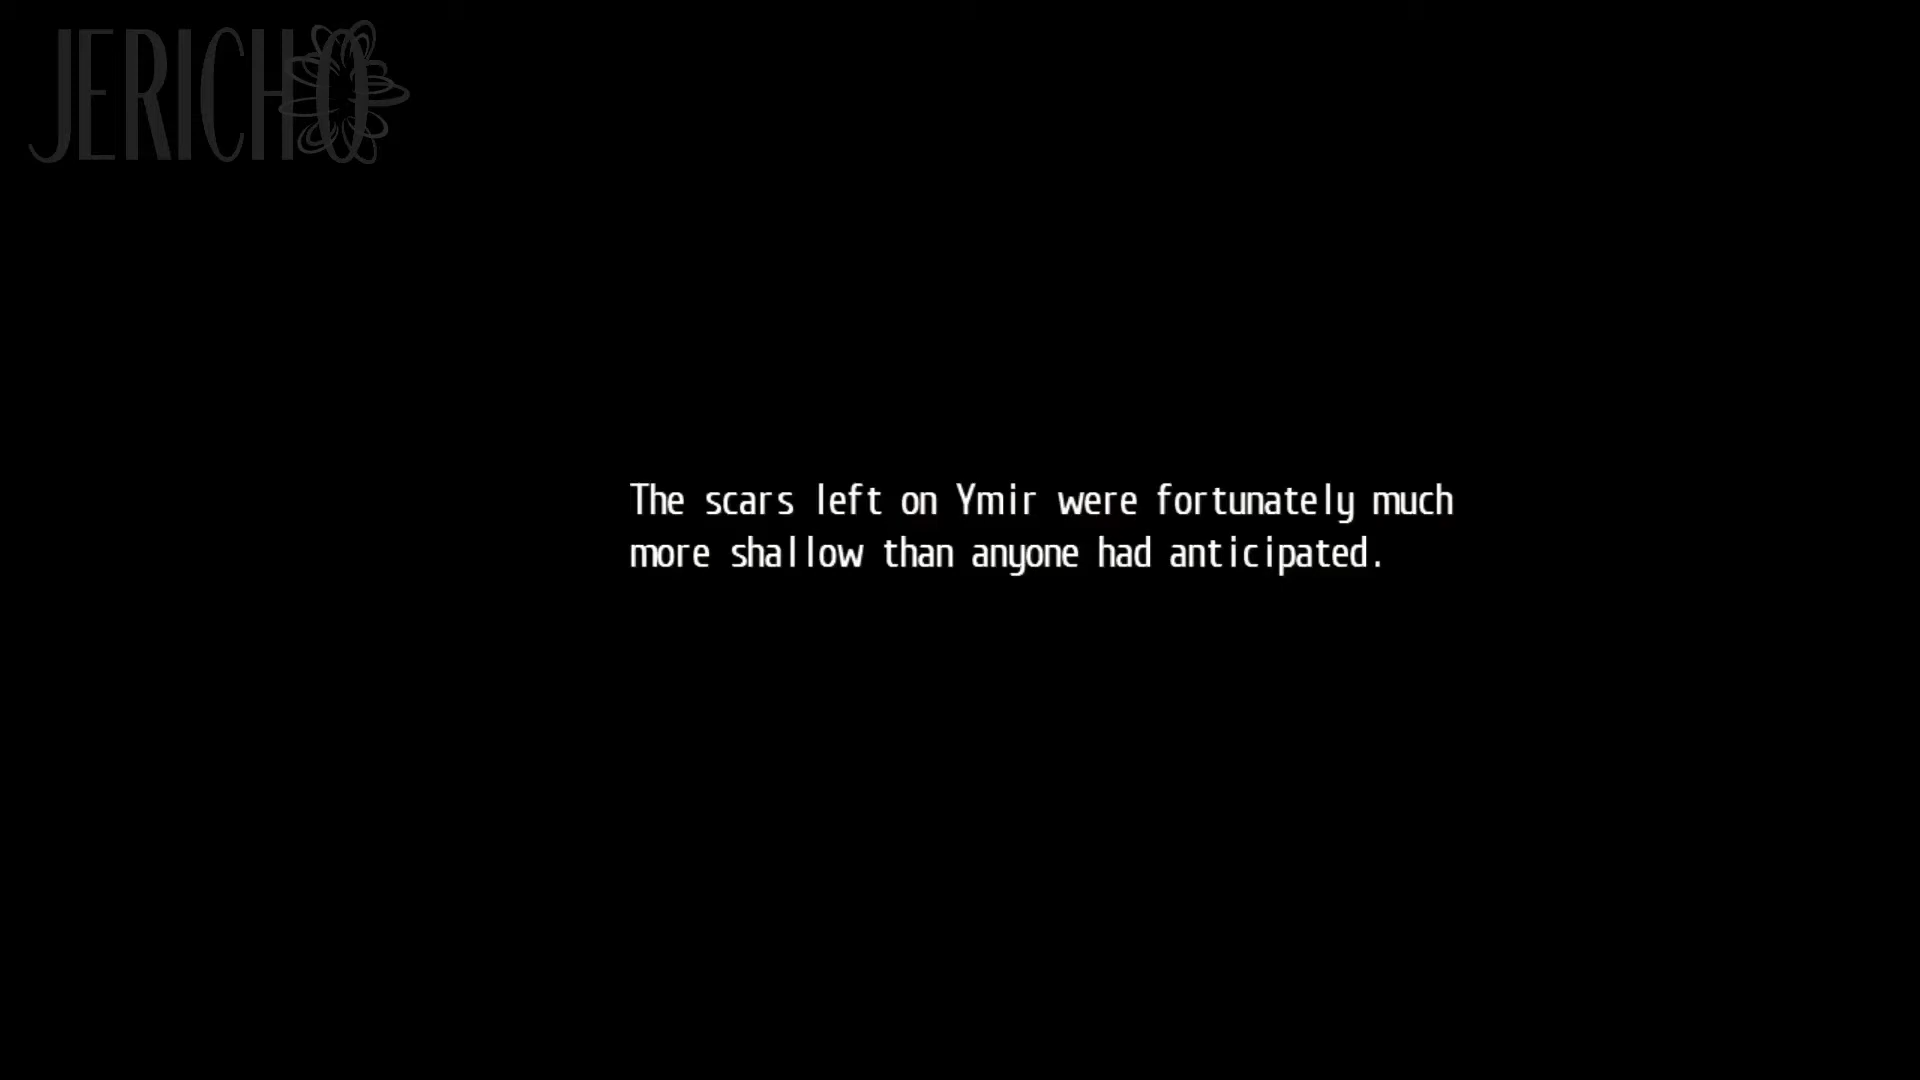 JERICHO
The scars left on Ymir were fortunately much
more shallow than anyone had anticipated.